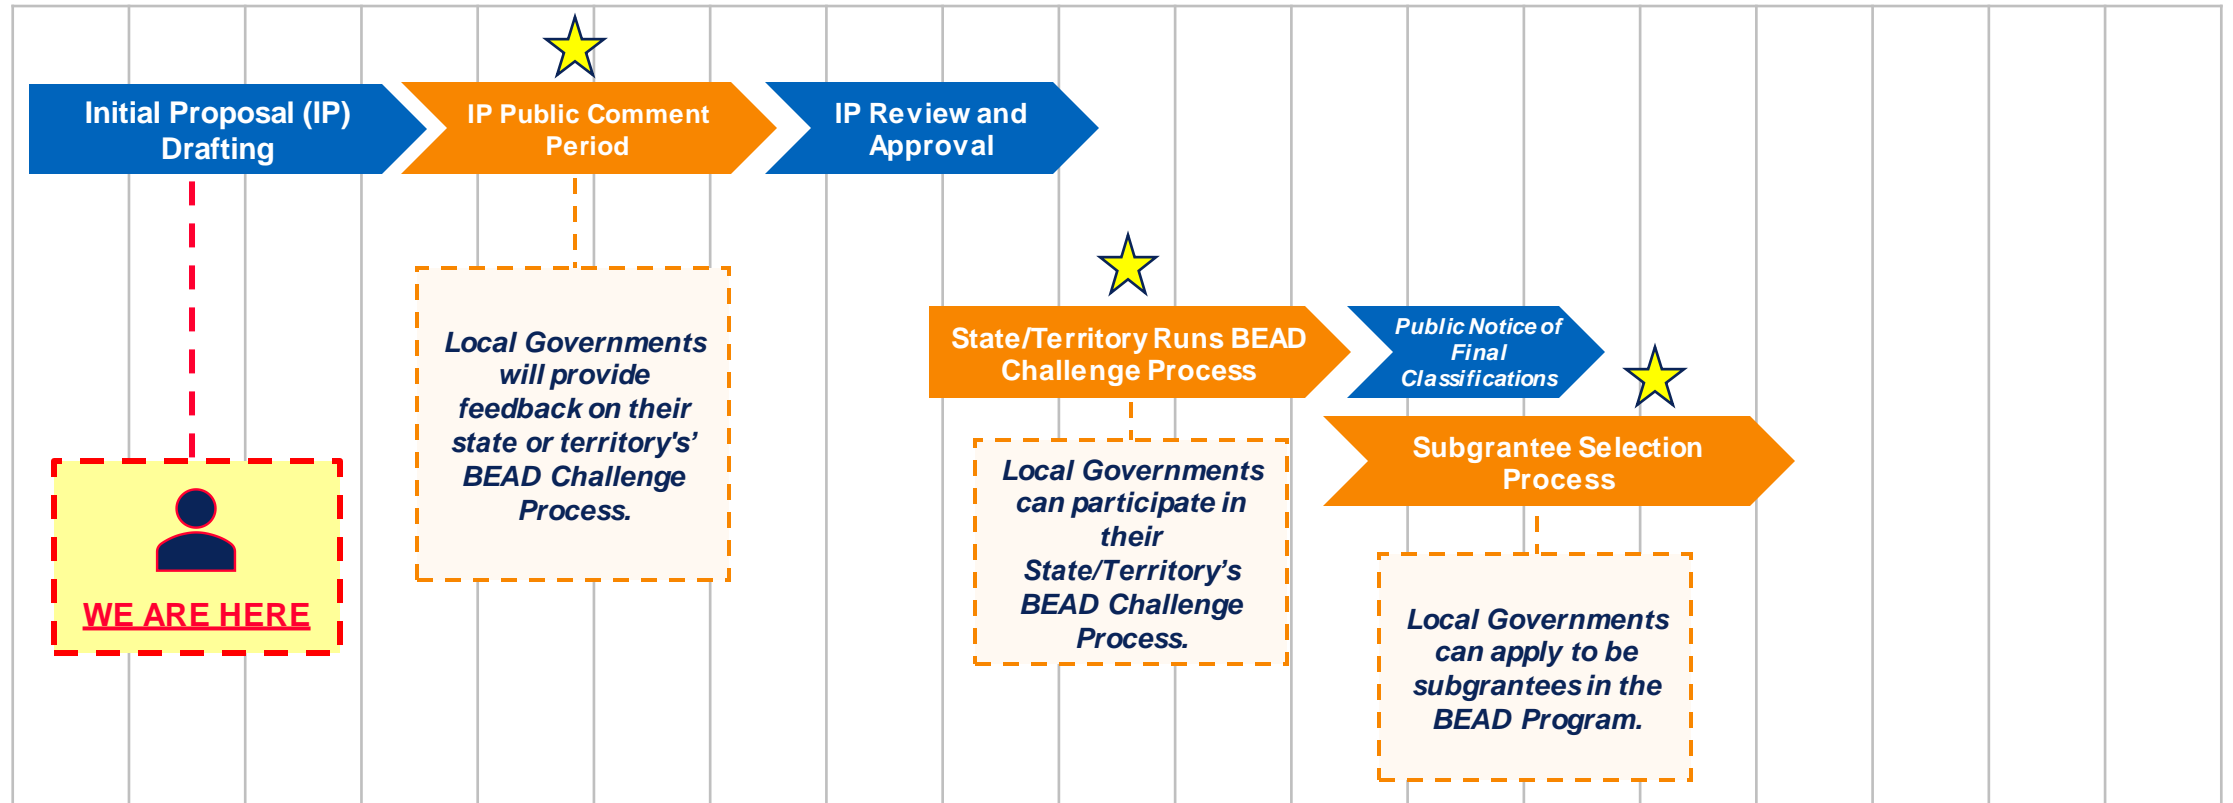 Initial Proposal (IP)
Drafting
IP Public Comment
Period
IP Review and
Approval
WE ARE HERE
Local Governments
will provide
feedback on their
state or territory's’
BEAD Challenge
Process.
State/Territory Runs BEAD
Challenge Process
Public Notice of
Final
Classifications
Local Governments
can participate in
their
State/Territory’s
BEAD Challenge
Process.
Subgrantee Selection
Process
Local Governments
can apply to be
subgrantees in the
BEAD Program.